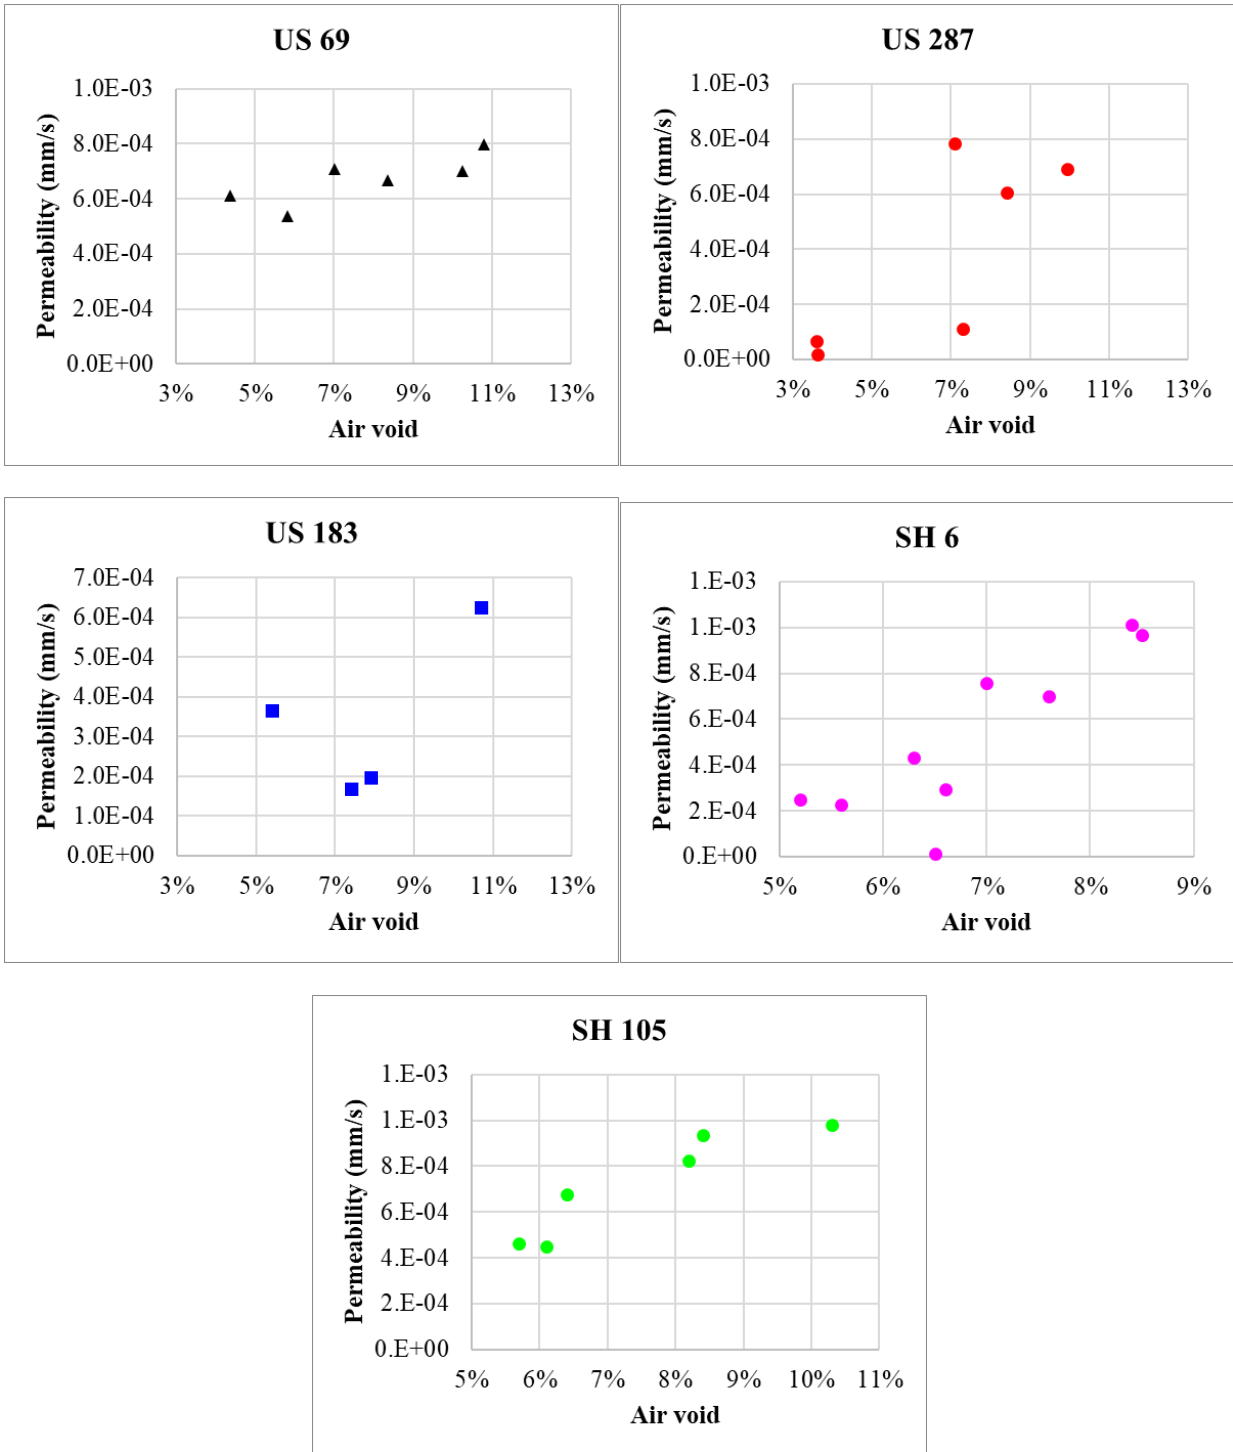 US 69
1.0E-03
8.0E-04
6.0E-04
4.0E-04
2.0E-04
0.0E+00
Permeability (mm/s)
3% 5% 7% 9% 11% 13%
Air void
US 287
1.0E-03
8.0E-04
6.0E-04
4.0E-04
2.0E-04
0.0E+00
Permeability (mm/s)
3% 5% 7% 9% 11% 13%
Air void
US 183
7.0E-04
6.0E-04
5.0E-04
4.0E-04
3.0E-04
2.0E-04
1.0E-04
0.0E+00
Permeability (mm/s)
3% 5% 7% 9% 11% 13%
Air void
SH 6
1.E-03
1.E-03
8.E-04
6.E-04
4.E-04
2.E-04
0.E+00
Permeability (mm/s)
5% 6% 7% 8% 9%
Air void
SH 105
1.E-03
1.E-03
8.E-04
6.E-04
4.E-04
2.E-04
0.E+00
Permeability (mm/s)
5% 6% 7% 8% 9% 10% 11%
Air void